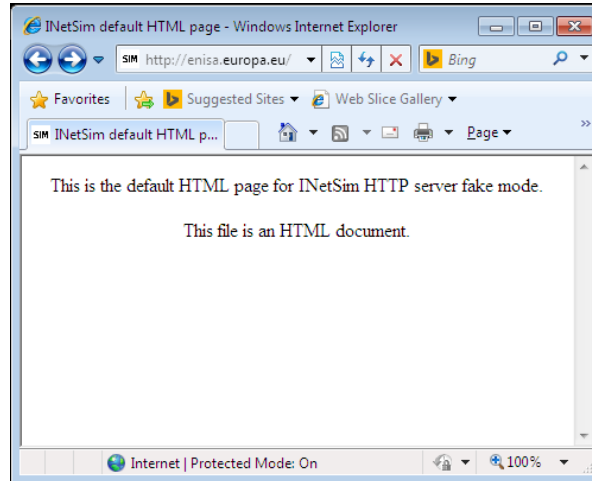 INetSim default HTML page - Windows Internet Explorer
SIM http://enisa.europa.eu/ Bing
Favorites Suggested Sites Web Slice Gallery
SIM INetSim default HTML p... Page »
This is the default HTML page for INetSim HTTP server fake mode.
This file is an HTML document.
Internet | Protected Mode: On 100%